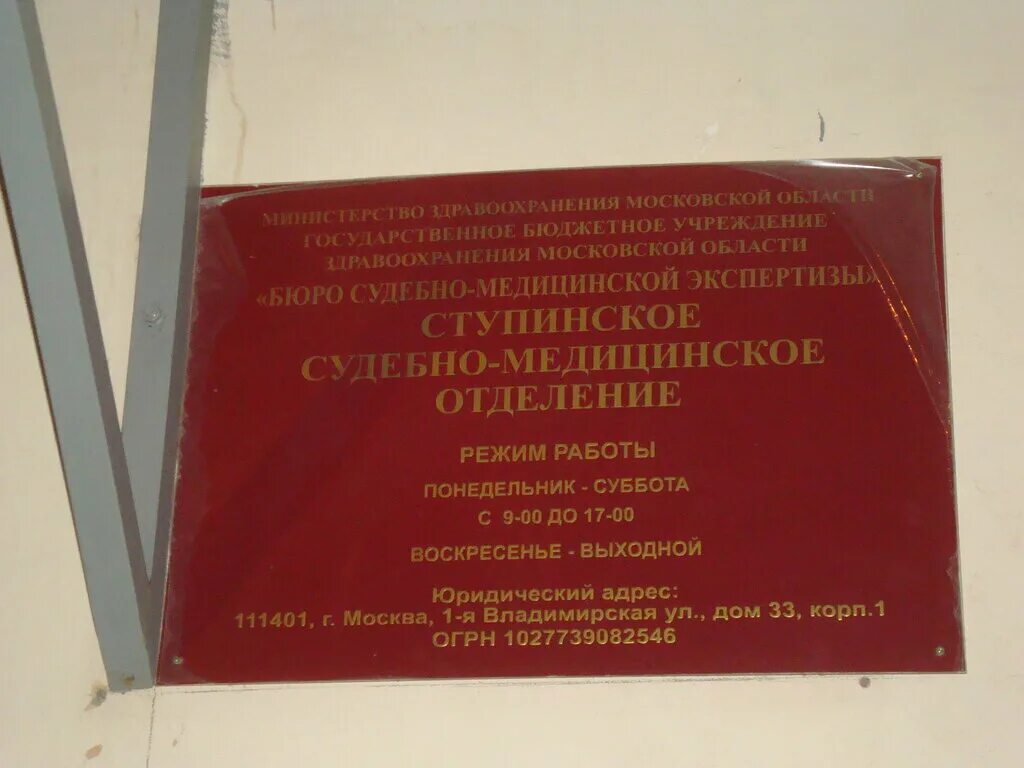 МИНИСТЕРСТВО ЗДРАВООХРАНЕНИЯ МОСКОВСКОЙ ОБЛАСТИ
ГОСУДАРСТВЕННОЕ БЮДЖЕТНОЕ УЧРЕЖДЕНИЕ
ЗДРАВООХРАНЕНИЯ МОСКОВСКОЙ ОБЛАСТИ
«БЮРО СУДЕБНО-МЕДИЦИНСКОЙ ЭКСПЕРТИЗЫ»
СТУПИНСКОЕ
СУДЕБНО-МЕДИЦИНСКОЕ
ОТДЕЛЕНИЕ
РЕЖИМ РАБОТЫ
ПОНЕДЕЛЬНИК - СУББОТА
С 9-00 ДО 17-00
ВОСКРЕСЕНЬЕ - ВЫХОДНОЙ
Юридический адрес:
111401, г. Москва, 1-я Владимирская ул., дом 33, корп.1
ОГРН 1027739082546